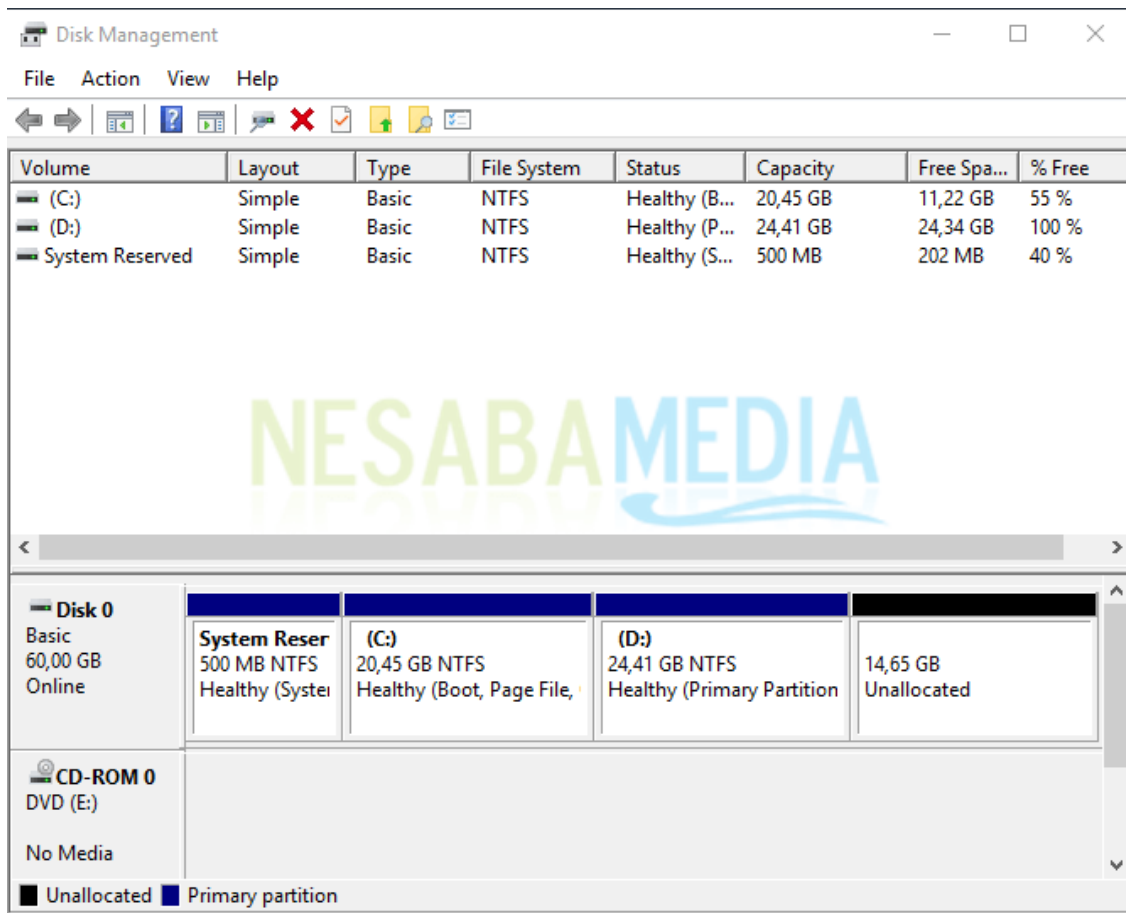 Disk Management
File Action View Help
Volume Layout Type File System Status Capacity Free Spa... % Free
(C:) Simple Basic NTFS Healthy (B... 20,45 GB 11,22 GB 55 %
(D:) Simple Basic NTFS Healthy (P... 24,41 GB 24,34 GB 100 %
System Reserved Simple Basic NTFS Healthy (S... 500 MB 202 MB 40 %
NESABAMEDIA
Disk 0
Basic
60,00 GB
Online
System Reser
500 MB NTFS
Healthy (Syster
(C:)
20,45 GB NTFS
Healthy (Boot, Page File,
(D:)
24,41 GB NTFS
Healthy (Primary Partition
14,65 GB
Unallocated
CD-ROM 0
DVD (E:)
No Media
Unallocated Primary partition